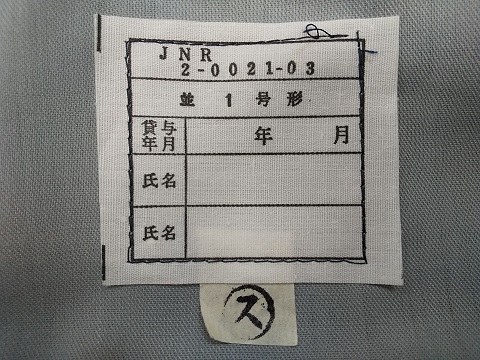 JNR
2-0021-03
並 1 号 形
貸与年月 年 月
氏名
氏名
ス